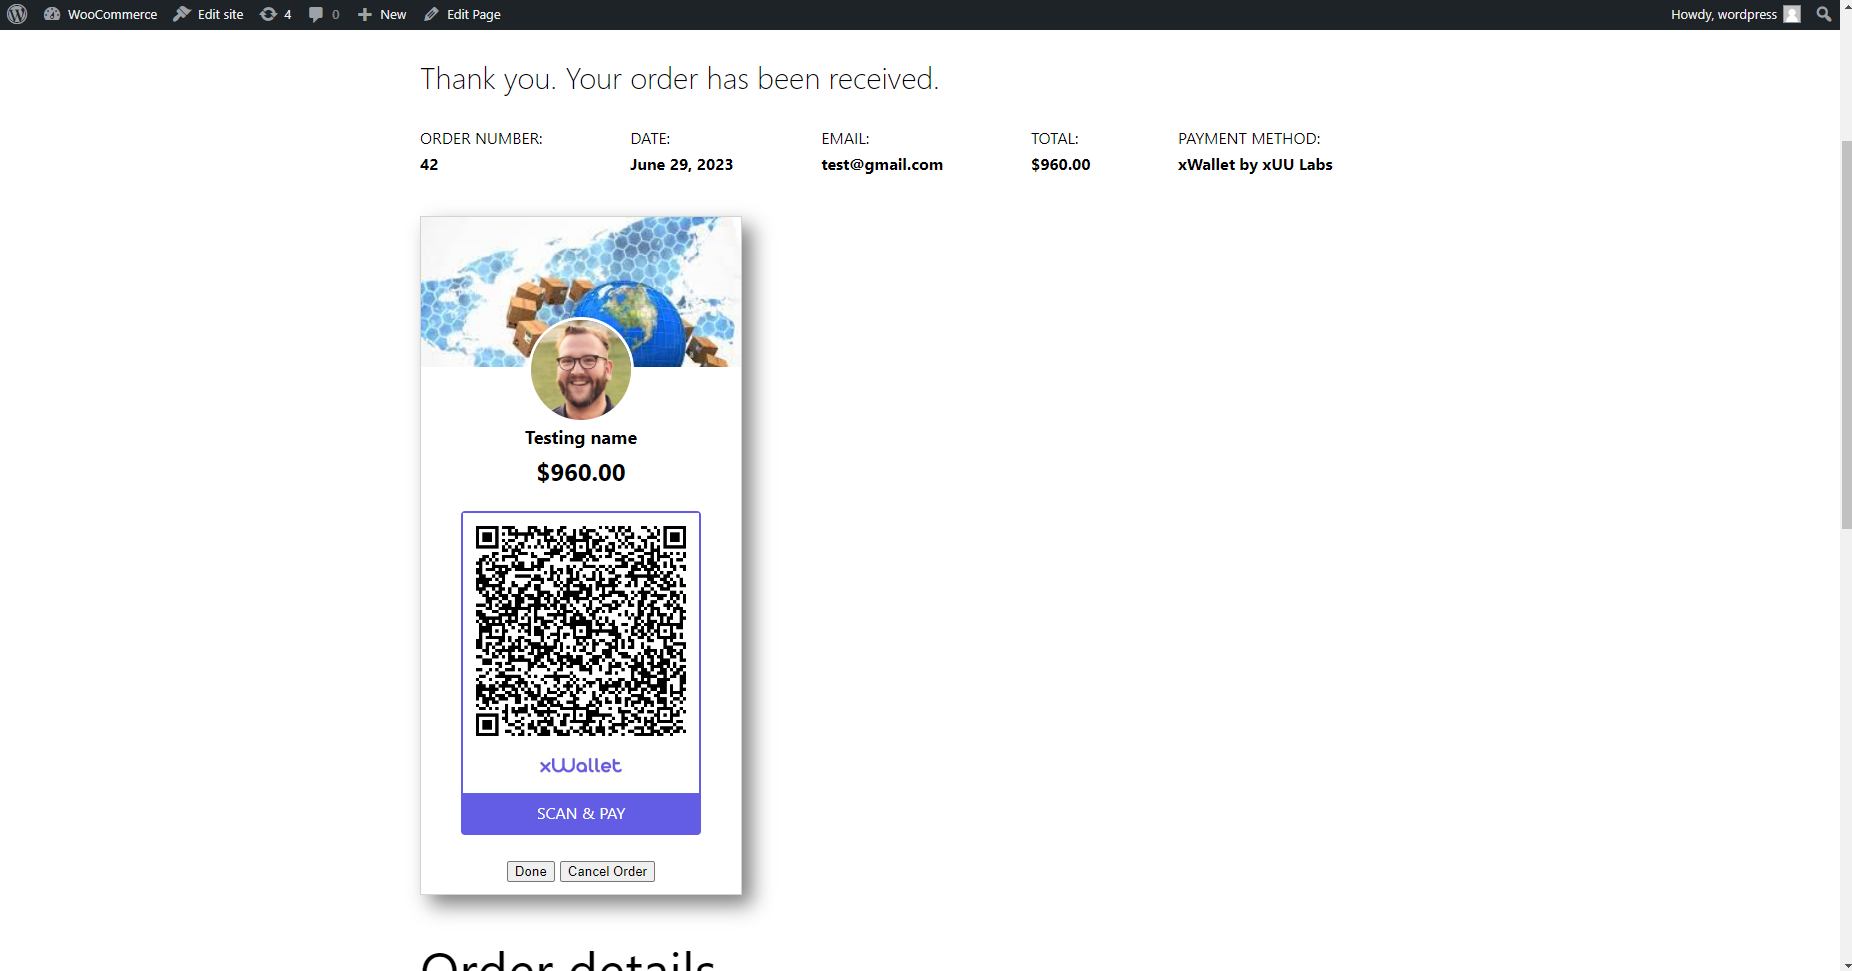 WooCommerce Edit site 4 0 New Edit Page Howdy, wordpress
Thank you. Your order has been received.
ORDER NUMBER: DATE: EMAIL: TOTAL: PAYMENT METHOD:
42 June 29, 2023 test@gmail.com $960.00 xWallet by xUU Labs
Testing name
$960.00
xWallet
SCAN & PAY
Done Cancel Order
Order details